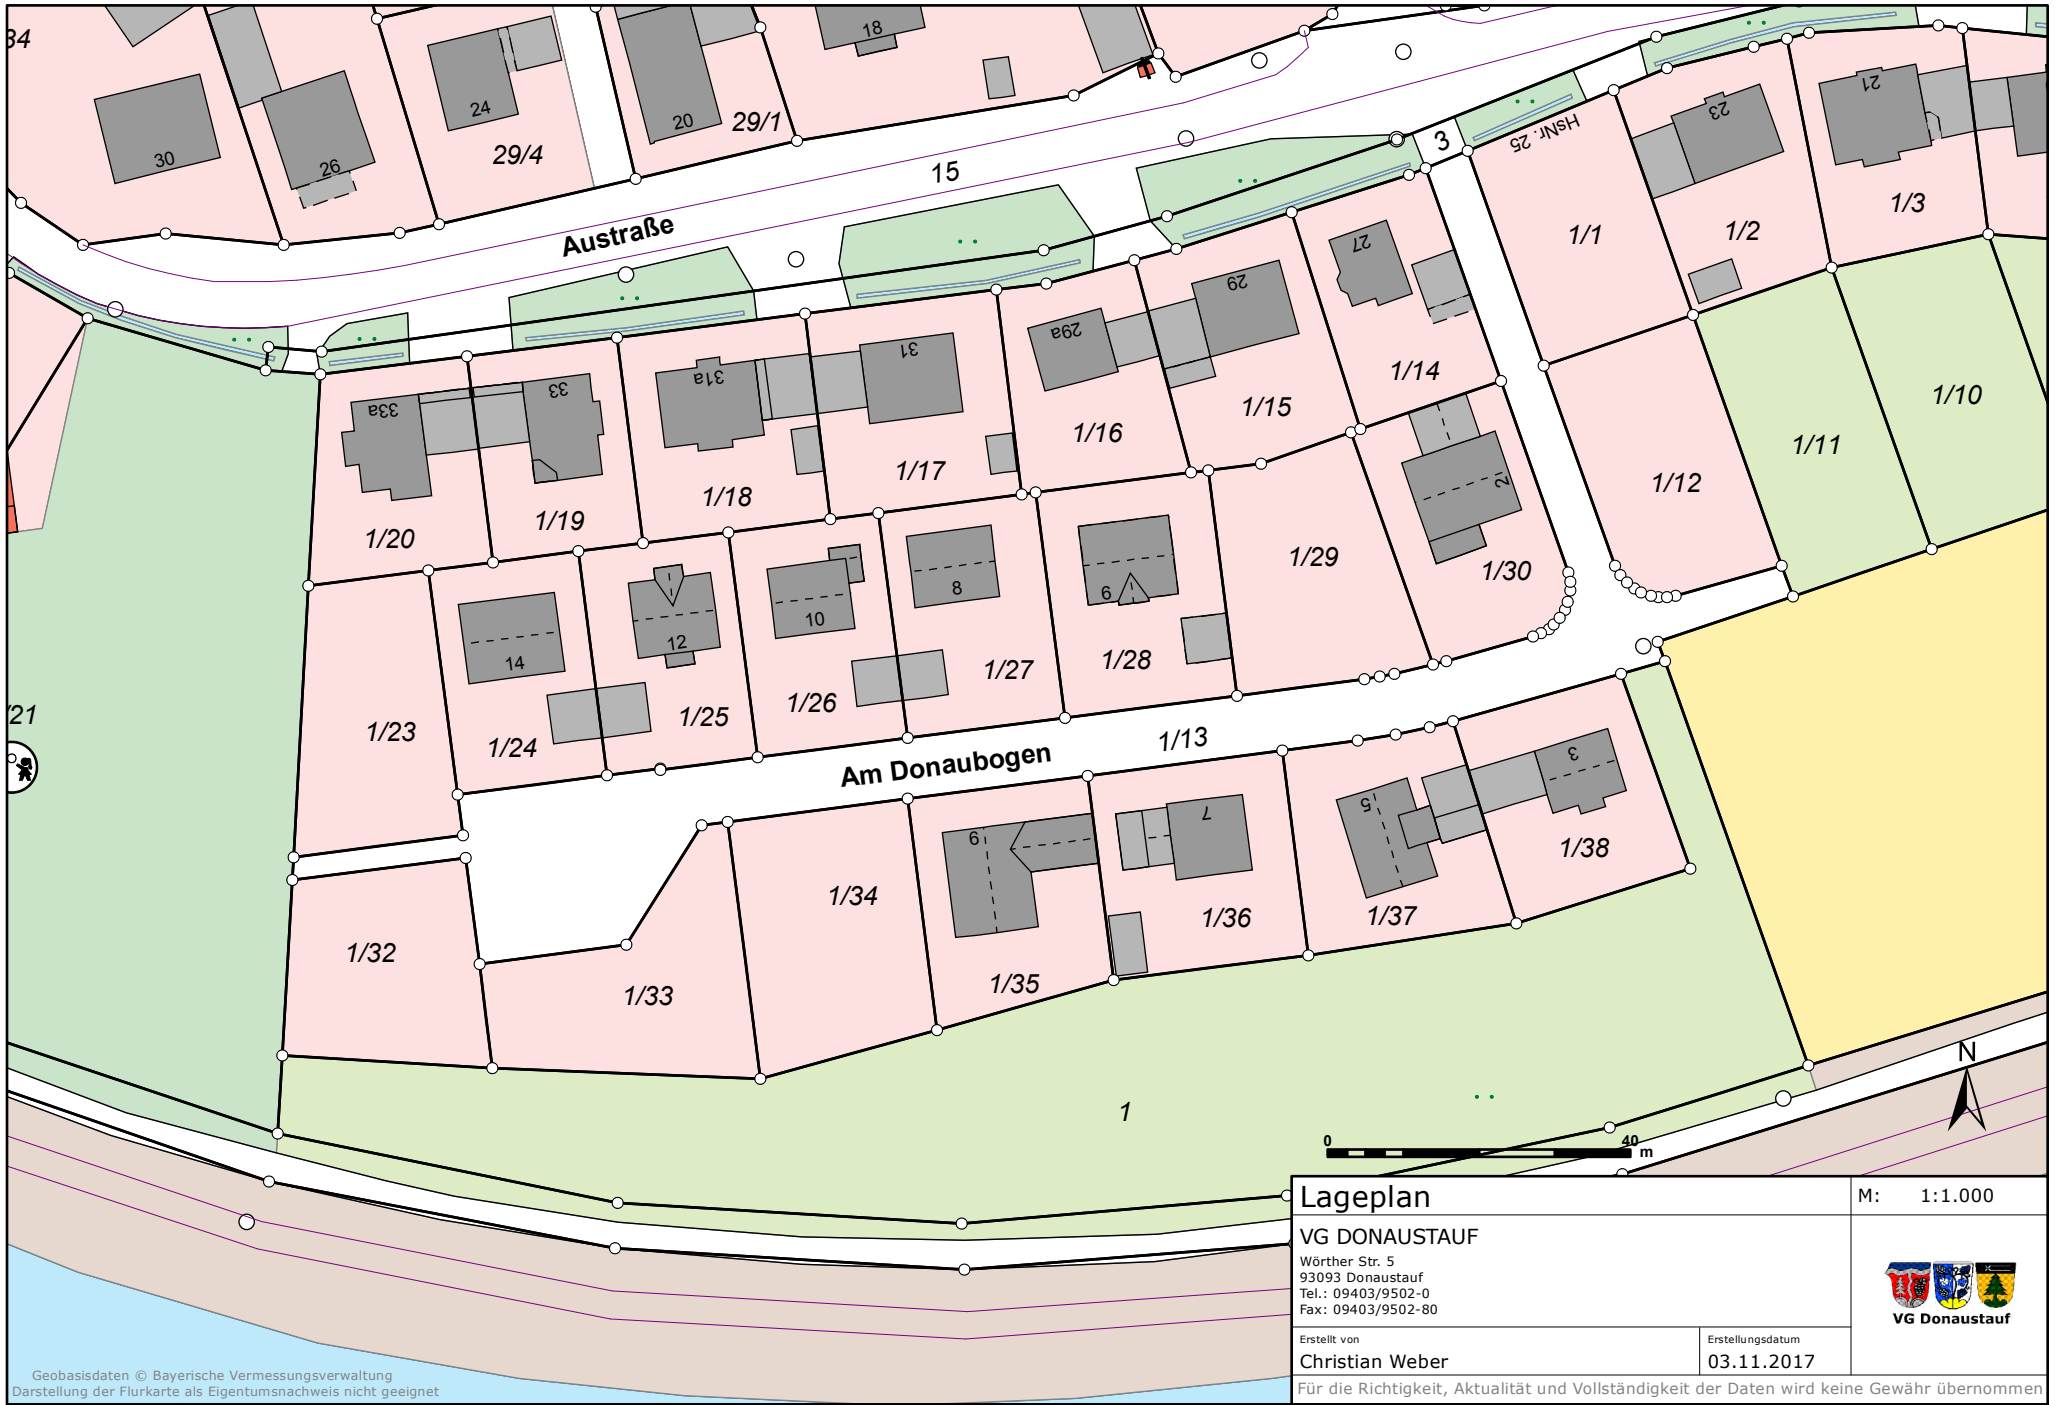 34
18
24
20
29/1
30
26
29/4
15
3
HsNr. 25
23
21
1/1
1/2
1/3
Austraße
27
29
29a
31
31a
33
33a
1/14
1/15
1/16
1/17
1/18
1/19
1/20
1/10
1/11
1/12
2
1/29
1/30
6
8
10
12
14
1/28
1/27
1/26
1/25
1/24
1/23
/21
1/13
Am Donaubogen
3
5
7
9
1/38
1/37
1/36
1/35
1/34
1/33
1/32
1
N
0 40
m
Lageplan
M: 1:1.000
VG DONAUSTAUF
Wörther Str. 5
93093 Donaustauf
Tel.: 09403/9502-0
Fax: 09403/9502-80
VG Donaustauf
Erstellt von
Christian Weber
Erstellungsdatum
03.11.2017
Für die Richtigkeit, Aktualität und Vollständigkeit der Daten wird keine Gewähr übernommen
Geobasisdaten © Bayerische Vermessungsverwaltung
Darstellung der Flurkarte als Eigentumsnachweis nicht geeignet